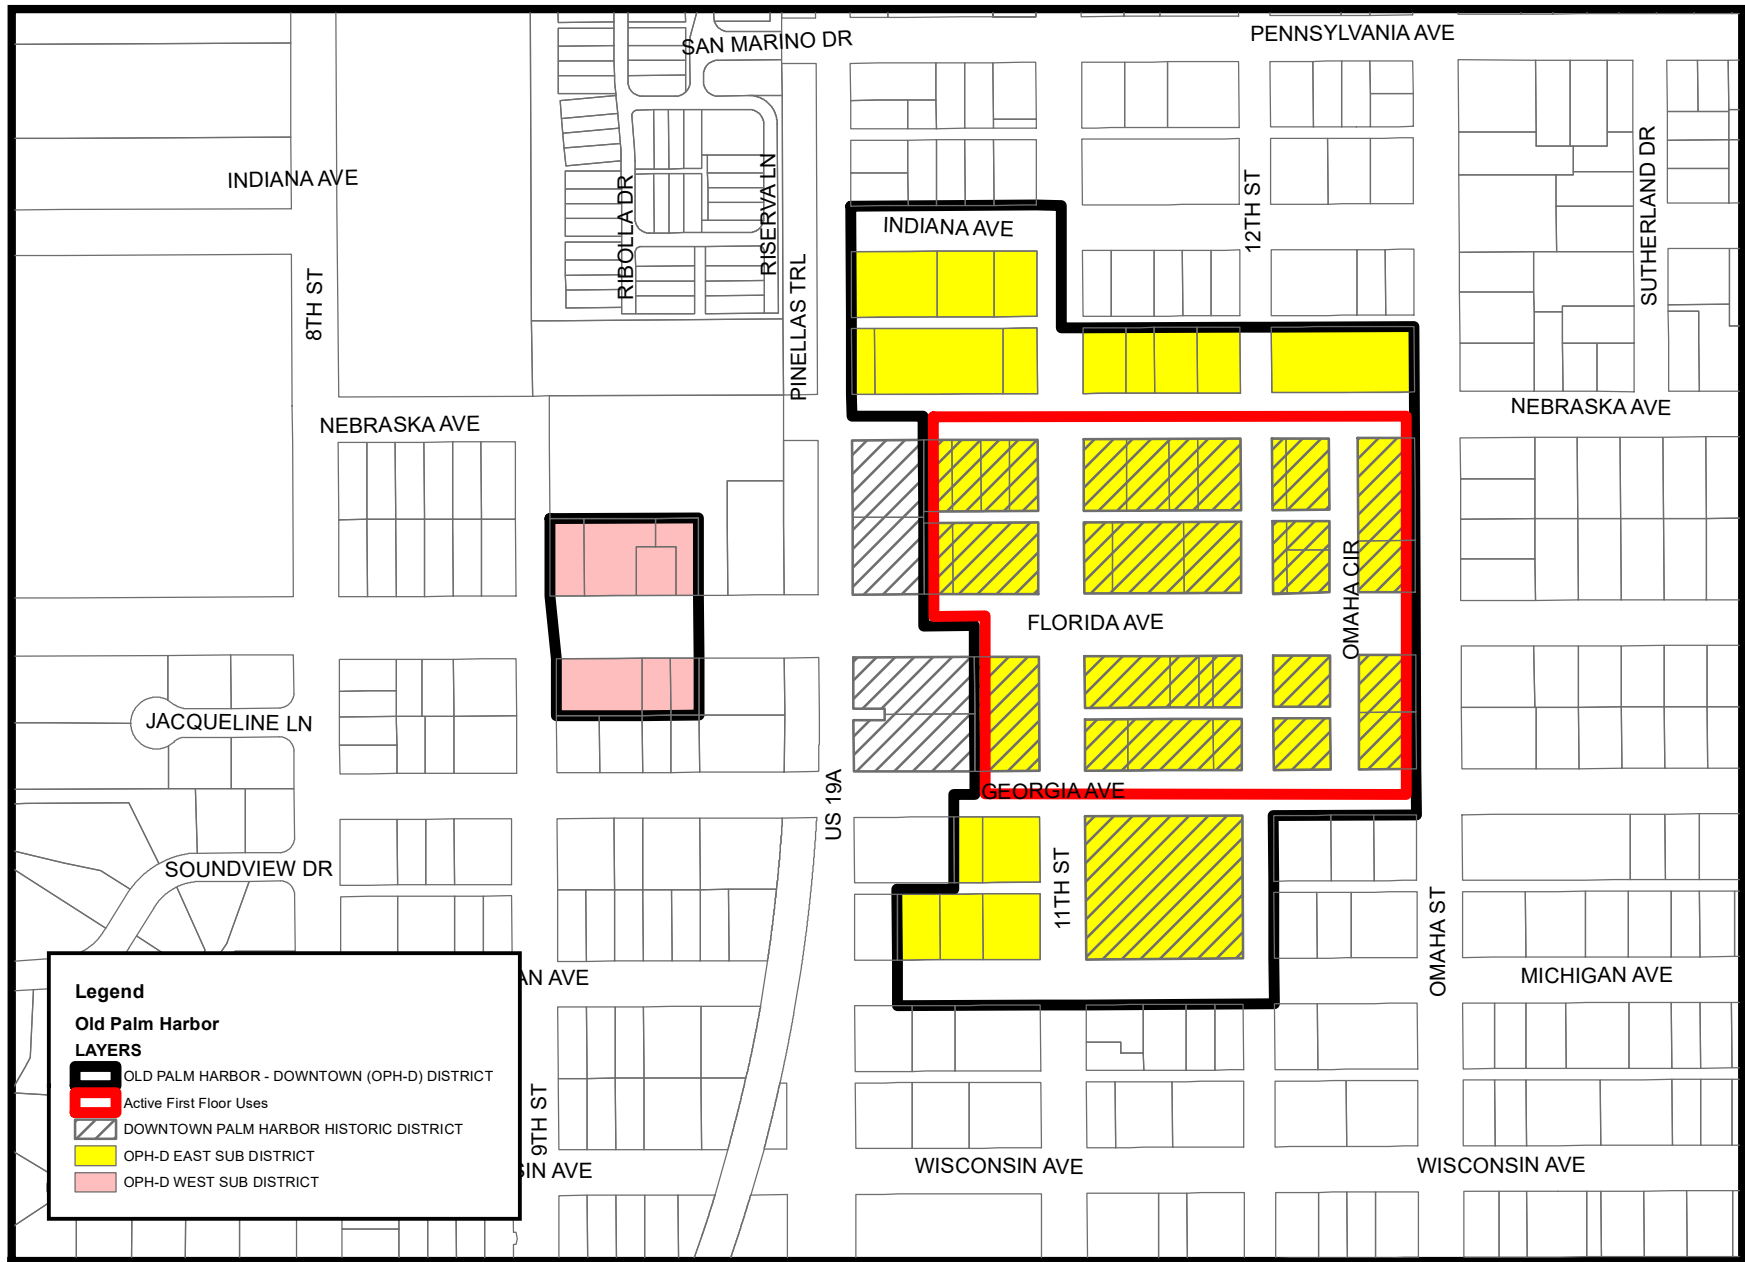 SAN MARINO DR
PENNSYLVANIA AVE
INDIANA AVE
RIBOLLA DR
RISERVA LN
12TH ST
SUTHERLAND DR
INDIANA AVE
8TH ST
PINELLAS TRL
NEBRASKA AVE
NEBRASKA AVE
OMAHA CIR
FLORIDA AVE
JACQUELINE LN
US 19A
GEORGIA AVE
SOUNDVIEW DR
11TH ST
OMAHA ST
AN AVE
MICHIGAN AVE
Legend
Old Palm Harbor
LAYERS
OLD PALM HARBOR - DOWNTOWN (OPH-D) DISTRICT
Active First Floor Uses
DOWNTOWN PALM HARBOR HISTORIC DISTRICT
OPH-D EAST SUB DISTRICT
OPH-D WEST SUB DISTRICT
9TH ST
SIN AVE
WISCONSIN AVE
WISCONSIN AVE